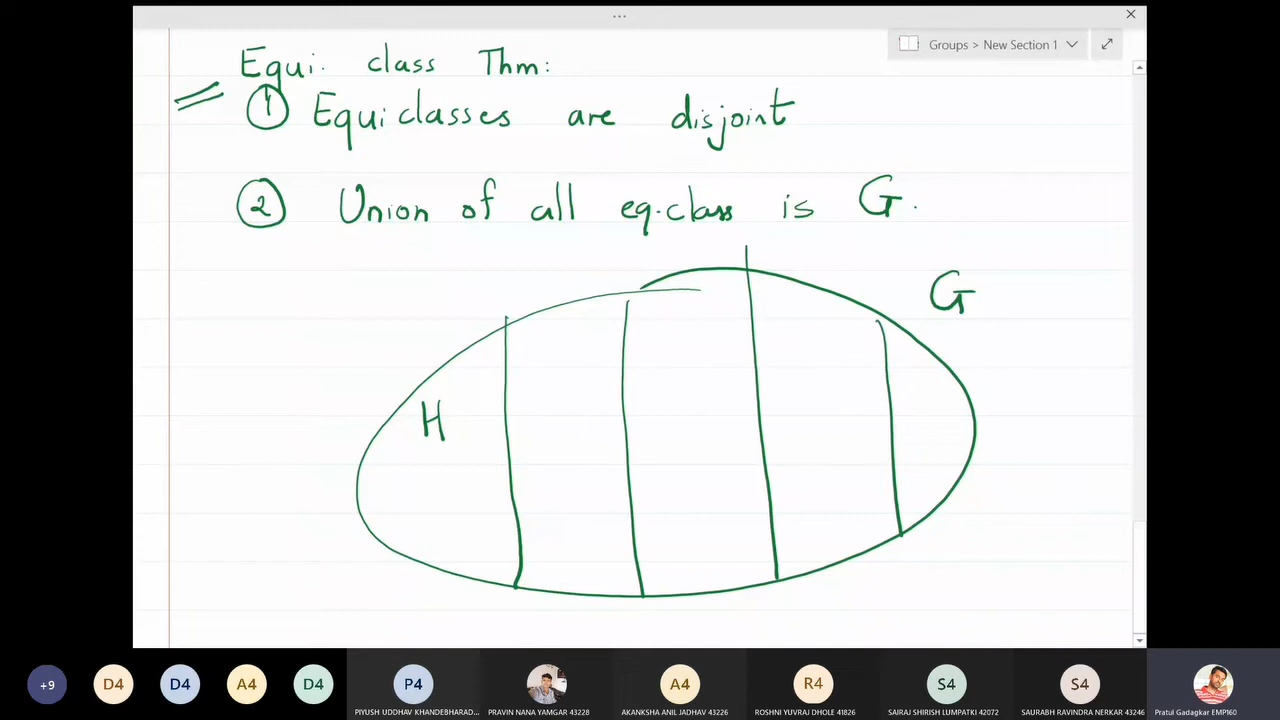 Groups > New Section 1
Equi. class Thm:
① Equiclasses are disjoint
② Union of all eq.class is G.
G
H
+9
D4
D4
A4
D4
P4
A4
R4
S4
S4
PIYUSH UDDHAV KHANDEBHARAD...
PRAVIN NANA YAMGAR 43228
AKANKSHA ANIL JADHAV 43226
ROSHNI YUVRAJ DHOLE 41826
SAIRAJ SHIRISH LUMPATKI 42072
SAURABH RAVINDRA NERKAR 43246
Pratul Gadagkar EMP160